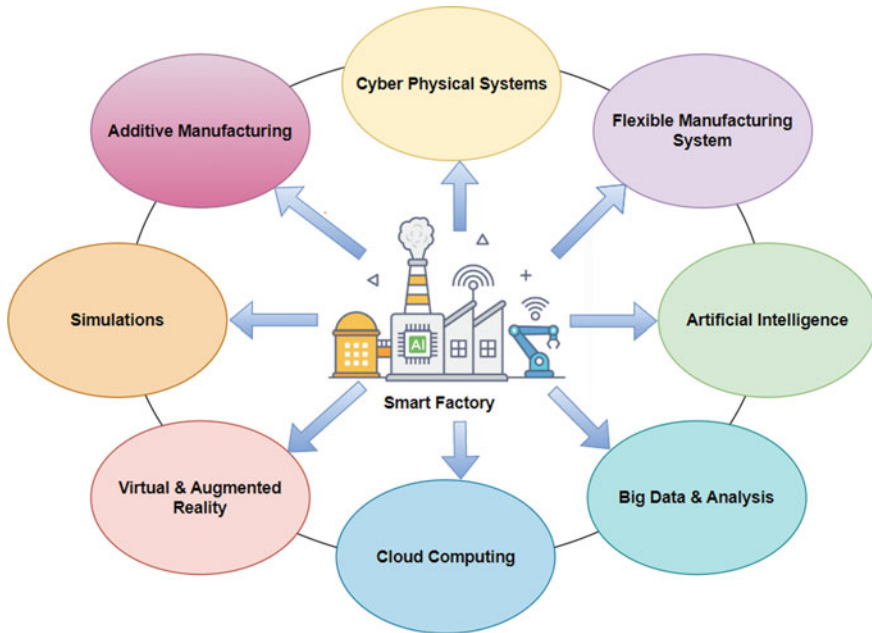 Cyber Physical Systems
Additive Manufacturing
Flexible Manufacturing
System
Simulations
Artificial Intelligence
AI
Smart Factory
Virtual & Augmented
Reality
Big Data & Analysis
Cloud Computing